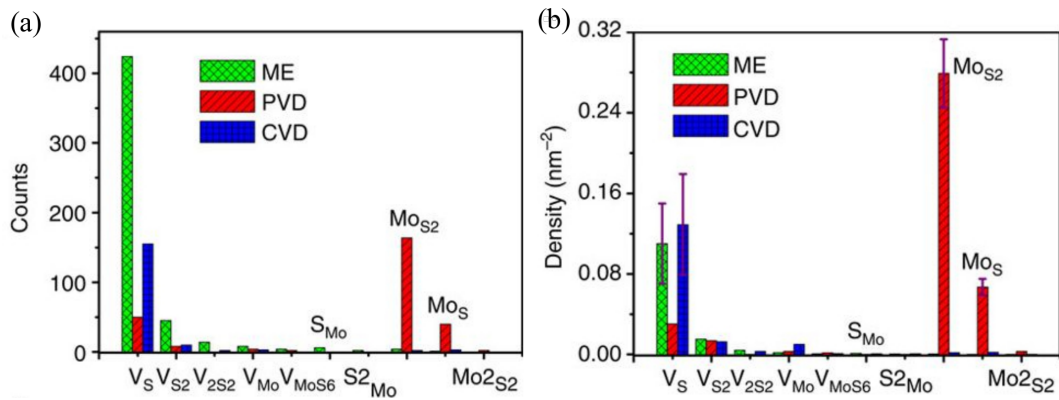 (a)
ME
PVD
CVD
Counts
400
300
200
100
0
Mo_S2
Mo_S
S_Mo
V_S V_S2 V_2S2 V_Mo V_MoS6 S2_Mo Mo2_S2
(b)
ME
PVD
CVD
Density (nm⁻²)
0.32
0.24
0.16
0.08
0.00
Mo_S2
Mo_S
S_Mo
V_S V_S2 V_2S2 V_Mo V_MoS6 S2_Mo Mo2_S2